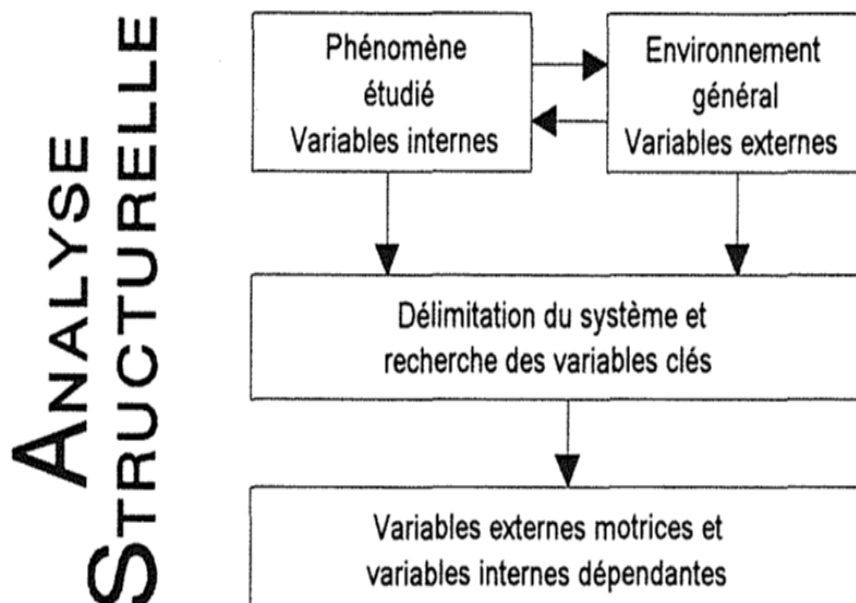 ANALYSE
STRUCTURELLE
Phénomène
étudié
Variables internes
Environnement
général
Variables externes
Délimitation du système et
recherche des variables clés
Variables externes motrices et
variables internes dépendantes